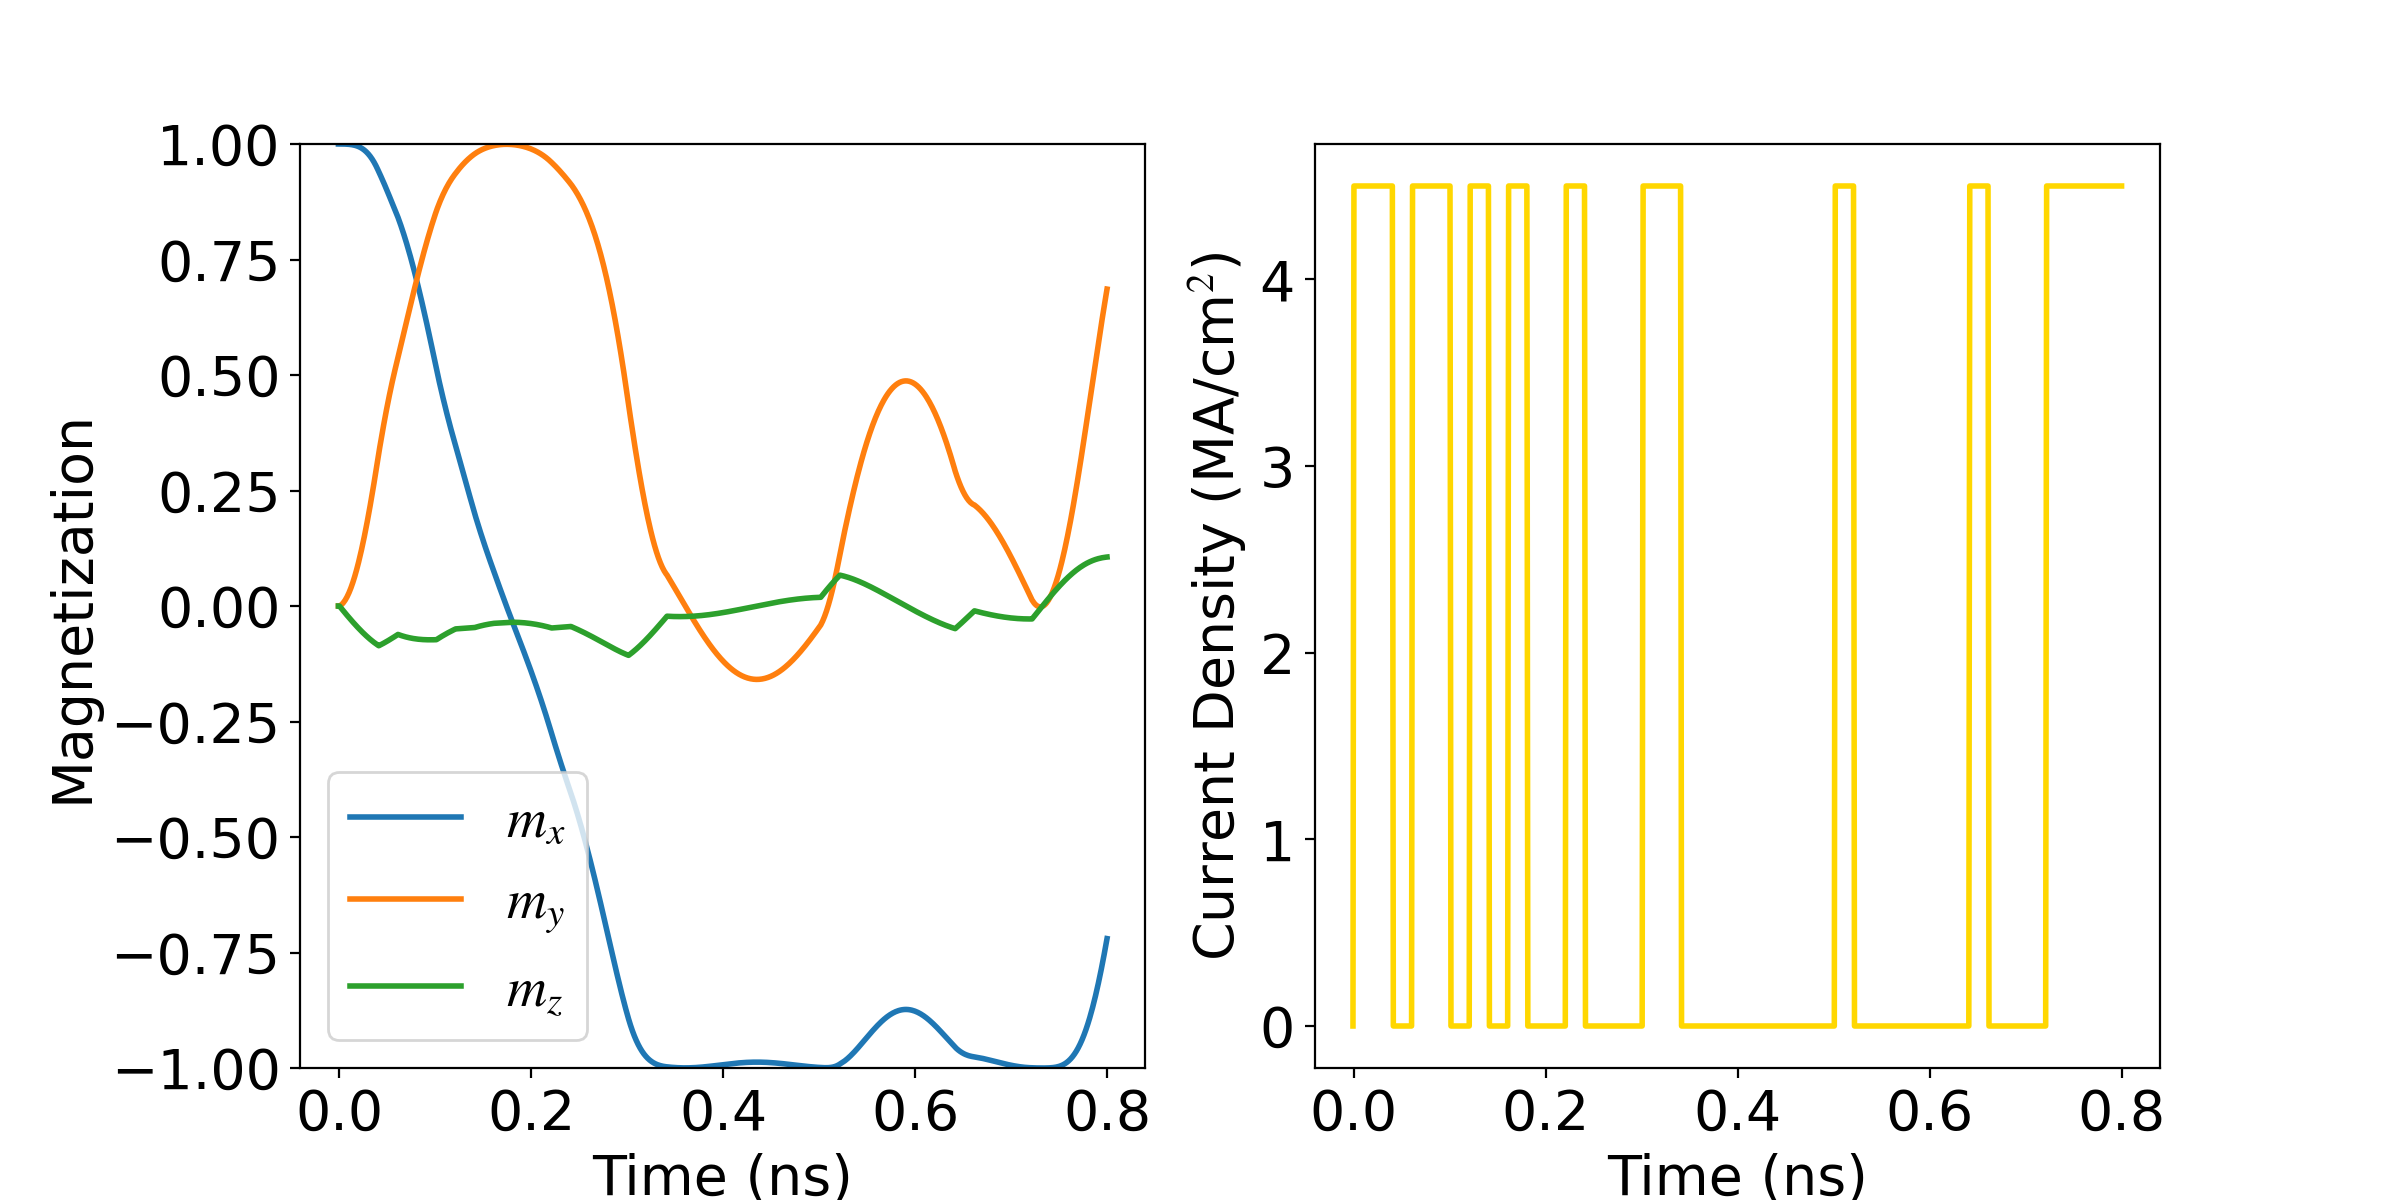 Magnetization
1.00
0.75
0.50
0.25
0.00
−0.25
−0.50
−0.75
−1.00
m_x
m_y
m_z
0.0 0.2 0.4 0.6 0.8
Time (ns)
Current Density (MA/cm²)
4
3
2
1
0
0.0 0.2 0.4 0.6 0.8
Time (ns)